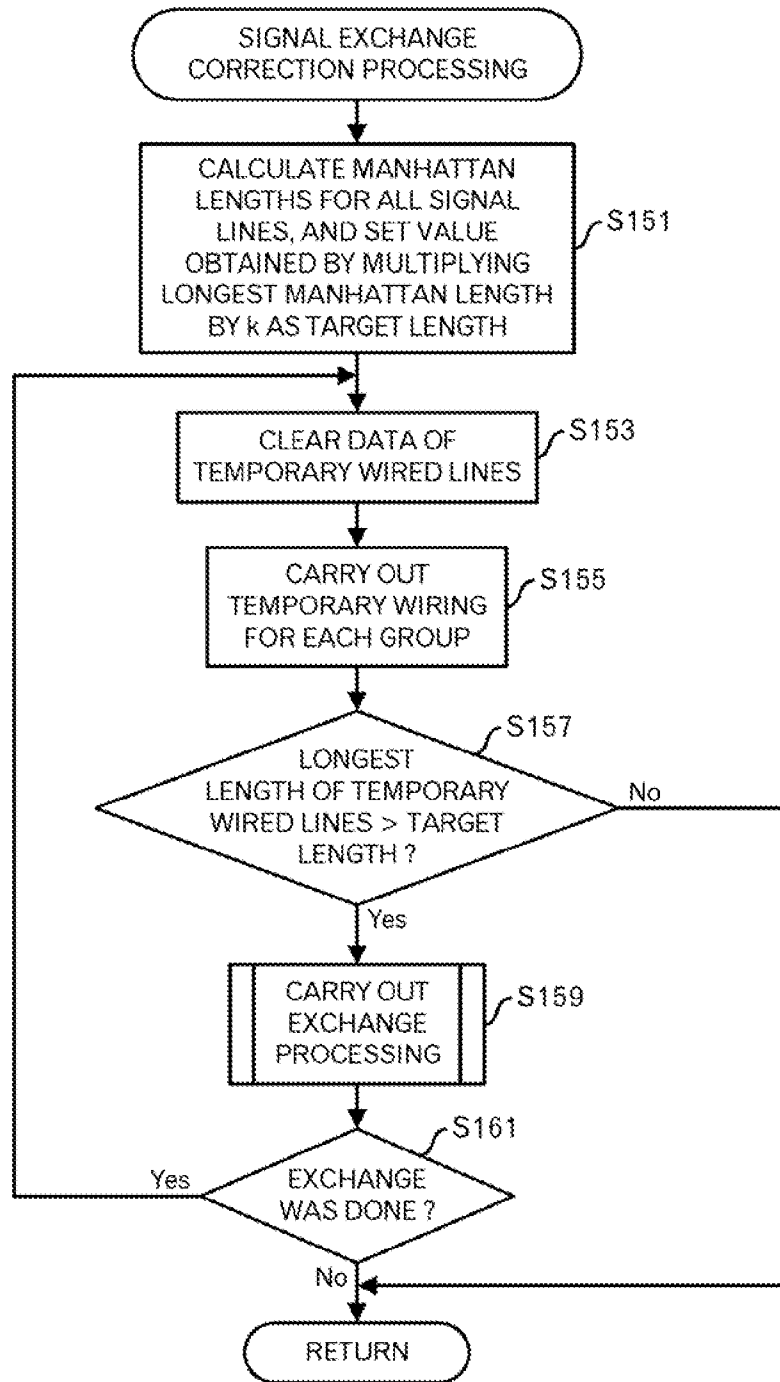 SIGNAL EXCHANGE
CORRECTION PROCESSING
CALCULATE MANHATTAN
LENGTHS FOR ALL SIGNAL
LINES, AND SET VALUE
OBTAINED BY MULTIPLYING
LONGEST MANHATTAN LENGTH
BY k AS TARGET LENGTH
S151
CLEAR DATA OF
TEMPORARY WIRED LINES
S153
CARRY OUT
TEMPORARY WIRING
FOR EACH GROUP
S155
S157
LONGEST
LENGTH OF TEMPORARY
WIRED LINES > TARGET
LENGTH ?
No
Yes
CARRY OUT
EXCHANGE
PROCESSING
S159
S161
Yes
EXCHANGE
WAS DONE ?
No
RETURN